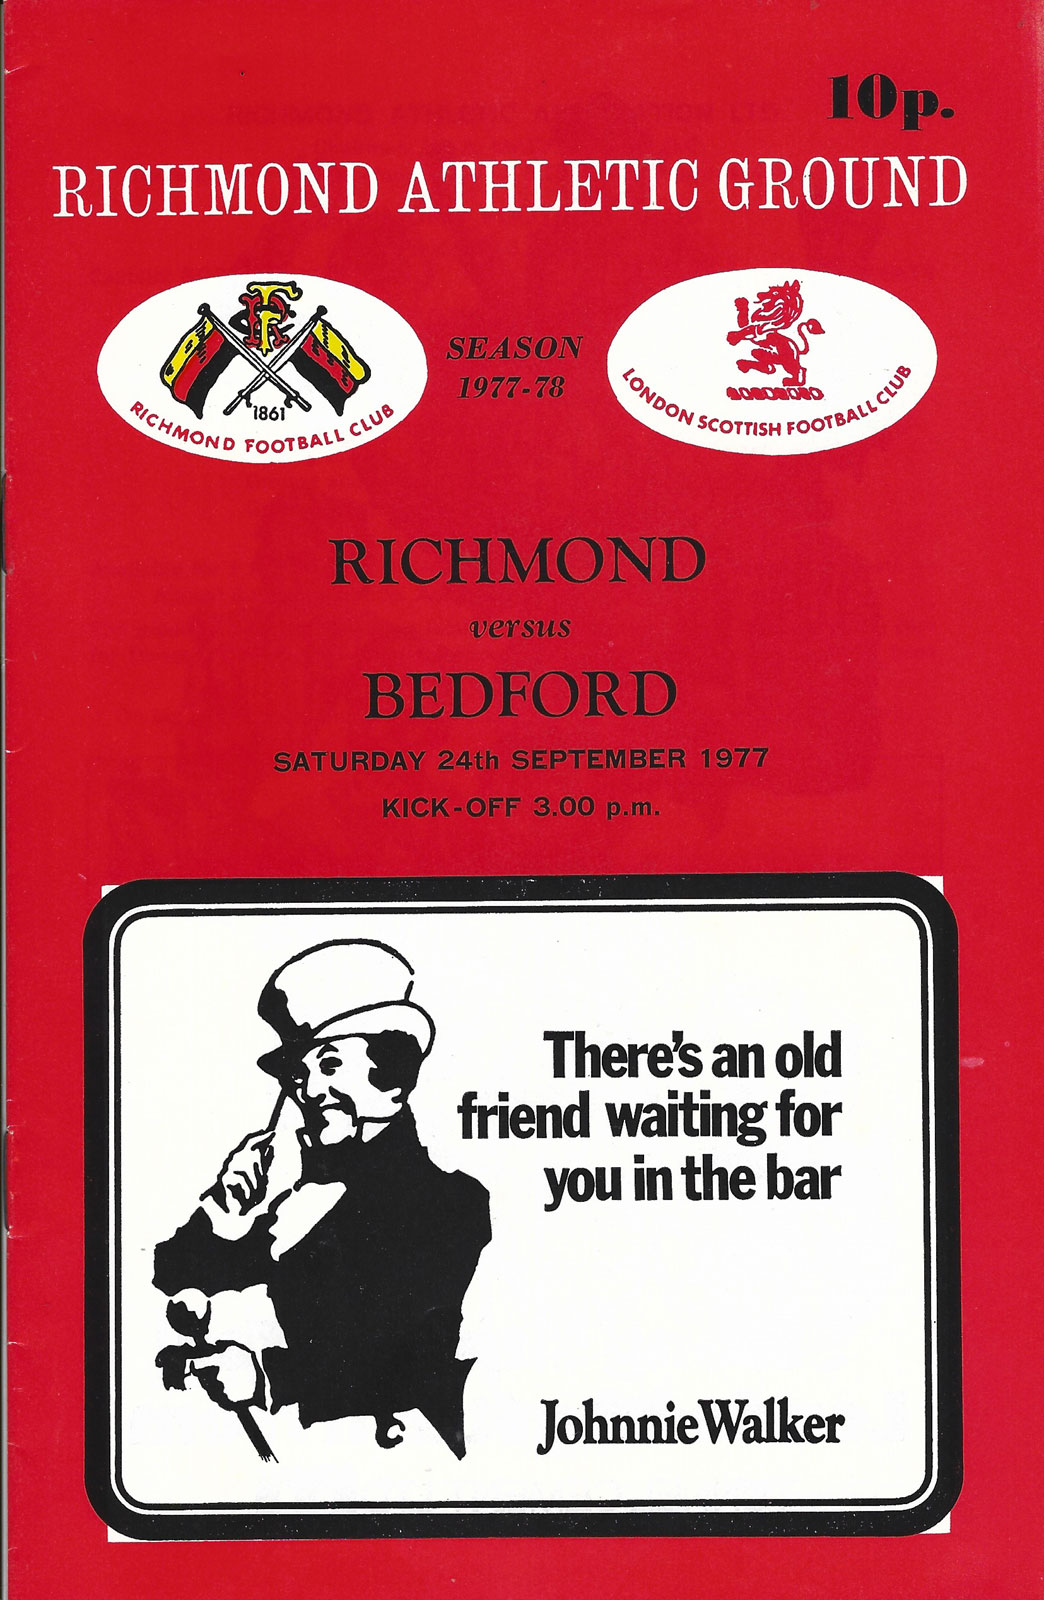 10p.
RICHMOND ATHLETIC GROUND
SEASON
1977-78
1861
RICHMOND FOOTBALL CLUB
LONDON SCOTTISH FOOTBALL CLUB
RICHMOND
versus
BEDFORD
SATURDAY 24th SEPTEMBER 1977
KICK-OFF 3.00 p.m.
There's an old
friend waiting for
you in the bar
Johnnie Walker